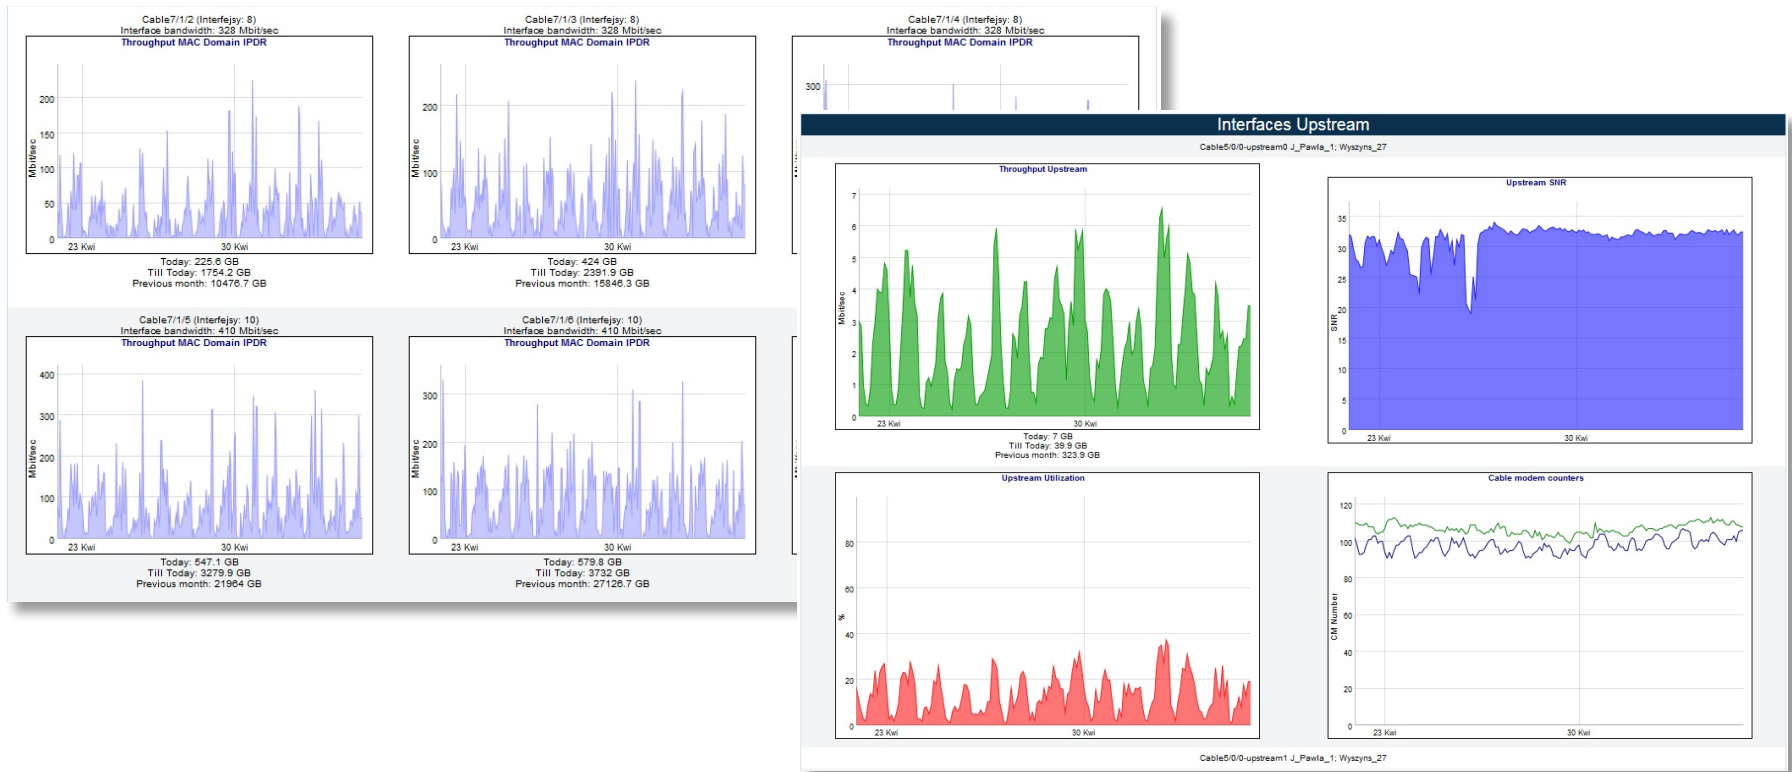 Cable7/1/2 (Interfejsy: 8)
Interface bandwidth: 328 Mbit/sec
Throughput MAC Domain IPDR
200
150
100
50
0
Mbit/sec
23 Kwi
30 Kwi
Today: 225.6 GB
Till Today: 1754.2 GB
Previous month: 10476.7 GB
Cable7/1/3 (Interfejsy: 8)
Interface bandwidth: 328 Mbit/sec
Throughput MAC Domain IPDR
200
100
0
Mbit/sec
23 Kwi
30 Kwi
Today: 424 GB
Till Today: 2391.9 GB
Previous month: 15846.3 GB
Cable7/1/4 (Interfejsy: 8)
Interface bandwidth: 328 Mbit/sec
Throughput MAC Domain IPDR
300
Cable7/1/5 (Interfejsy: 10)
Interface bandwidth: 410 Mbit/sec
Throughput MAC Domain IPDR
400
300
200
100
0
Mbit/sec
23 Kwi
30 Kwi
Today: 547.1 GB
Till Today: 3279.9 GB
Previous month: 21964 GB
Cable7/1/6 (Interfejsy: 10)
Interface bandwidth: 410 Mbit/sec
Throughput MAC Domain IPDR
300
200
100
0
Mbit/sec
23 Kwi
30 Kwi
Today: 579.8 GB
Till Today: 3732 GB
Previous month: 27126.7 GB
Interfaces Upstream
Cable5/0/0-upstream0 J_Pawla_1; Wyszyns_27
Throughput Upstream
7
6
5
4
3
2
1
0
Mbit/sec
23 Kwi
30 Kwi
Today: 7 GB
Till Today: 39.9 GB
Previous month: 323.9 GB
Upstream SNR
35
30
25
20
15
10
5
0
SNR
23 Kwi
30 Kwi
Upstream Utilization
80
60
40
20
0
%
23 Kwi
30 Kwi
Cable modem counters
120
100
80
60
40
20
0
CM Number
23 Kwi
30 Kwi
Cable5/0/0-upstream1 J_Pawla_1; Wyszyns_27